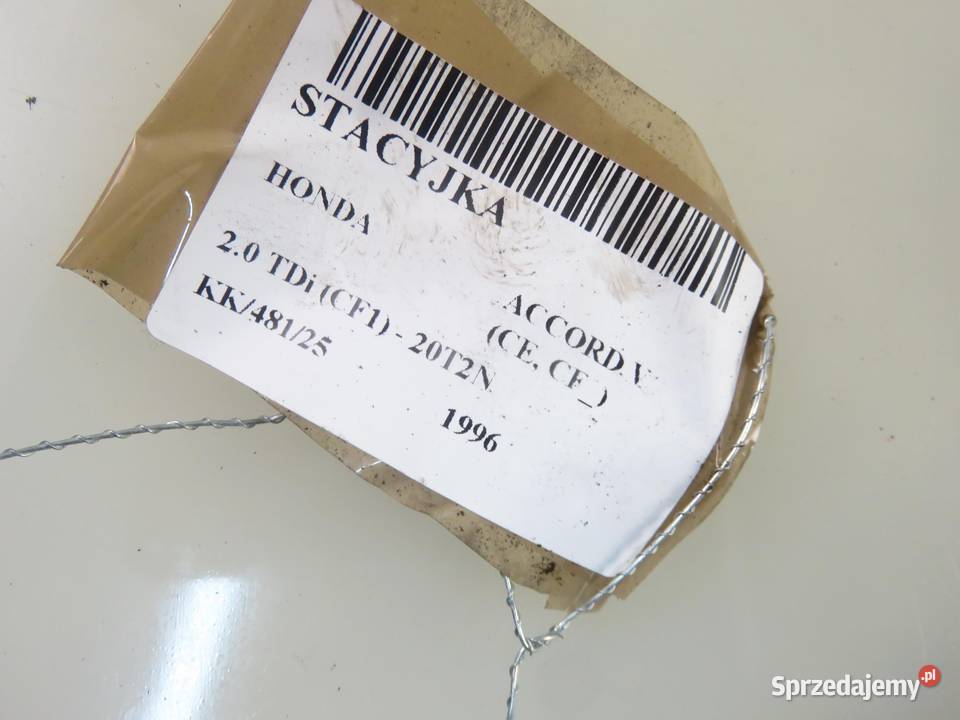 STACYJKA
HONDA
ACCORD V
(CE, CF_)
2.0 TDi (CF1) - 20T2N
KK/481/25
1996
Sprzedajemy.pl